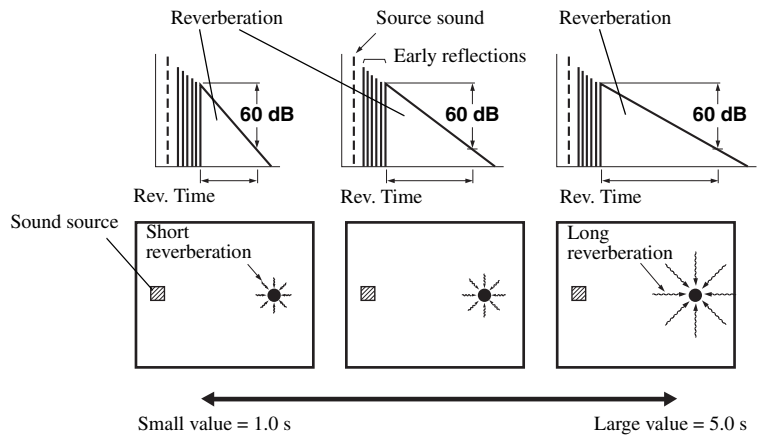 Reverberation
Source sound
Reverberation
Early reflections
60 dB
60 dB
60 dB
Rev. Time
Rev. Time
Rev. Time
Sound source
Short
reverberation
Long
reverberation
Small value = 1.0 s
Large value = 5.0 s